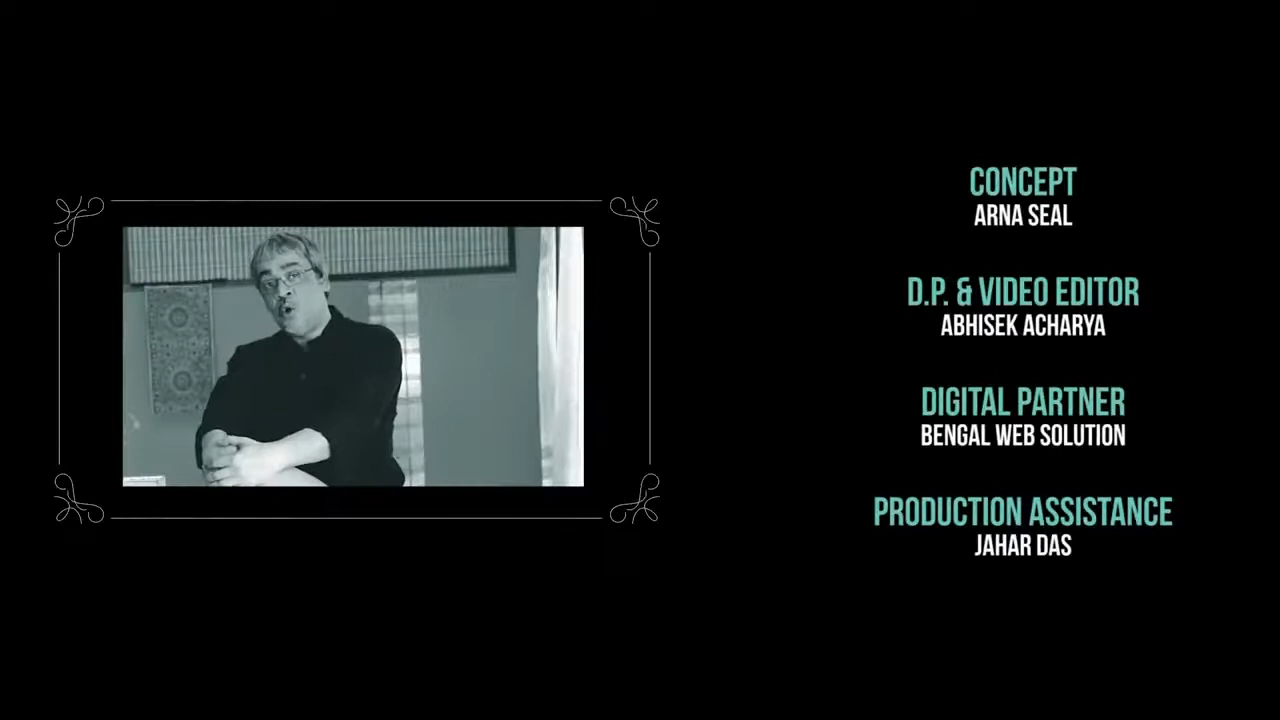 CONCEPT
ARNA SEAL
D.P. & VIDEO EDITOR
ABHISEK ACHARYA
DIGITAL PARTNER
BENGAL WEB SOLUTION
PRODUCTION ASSISTANCE
JAHAR DAS